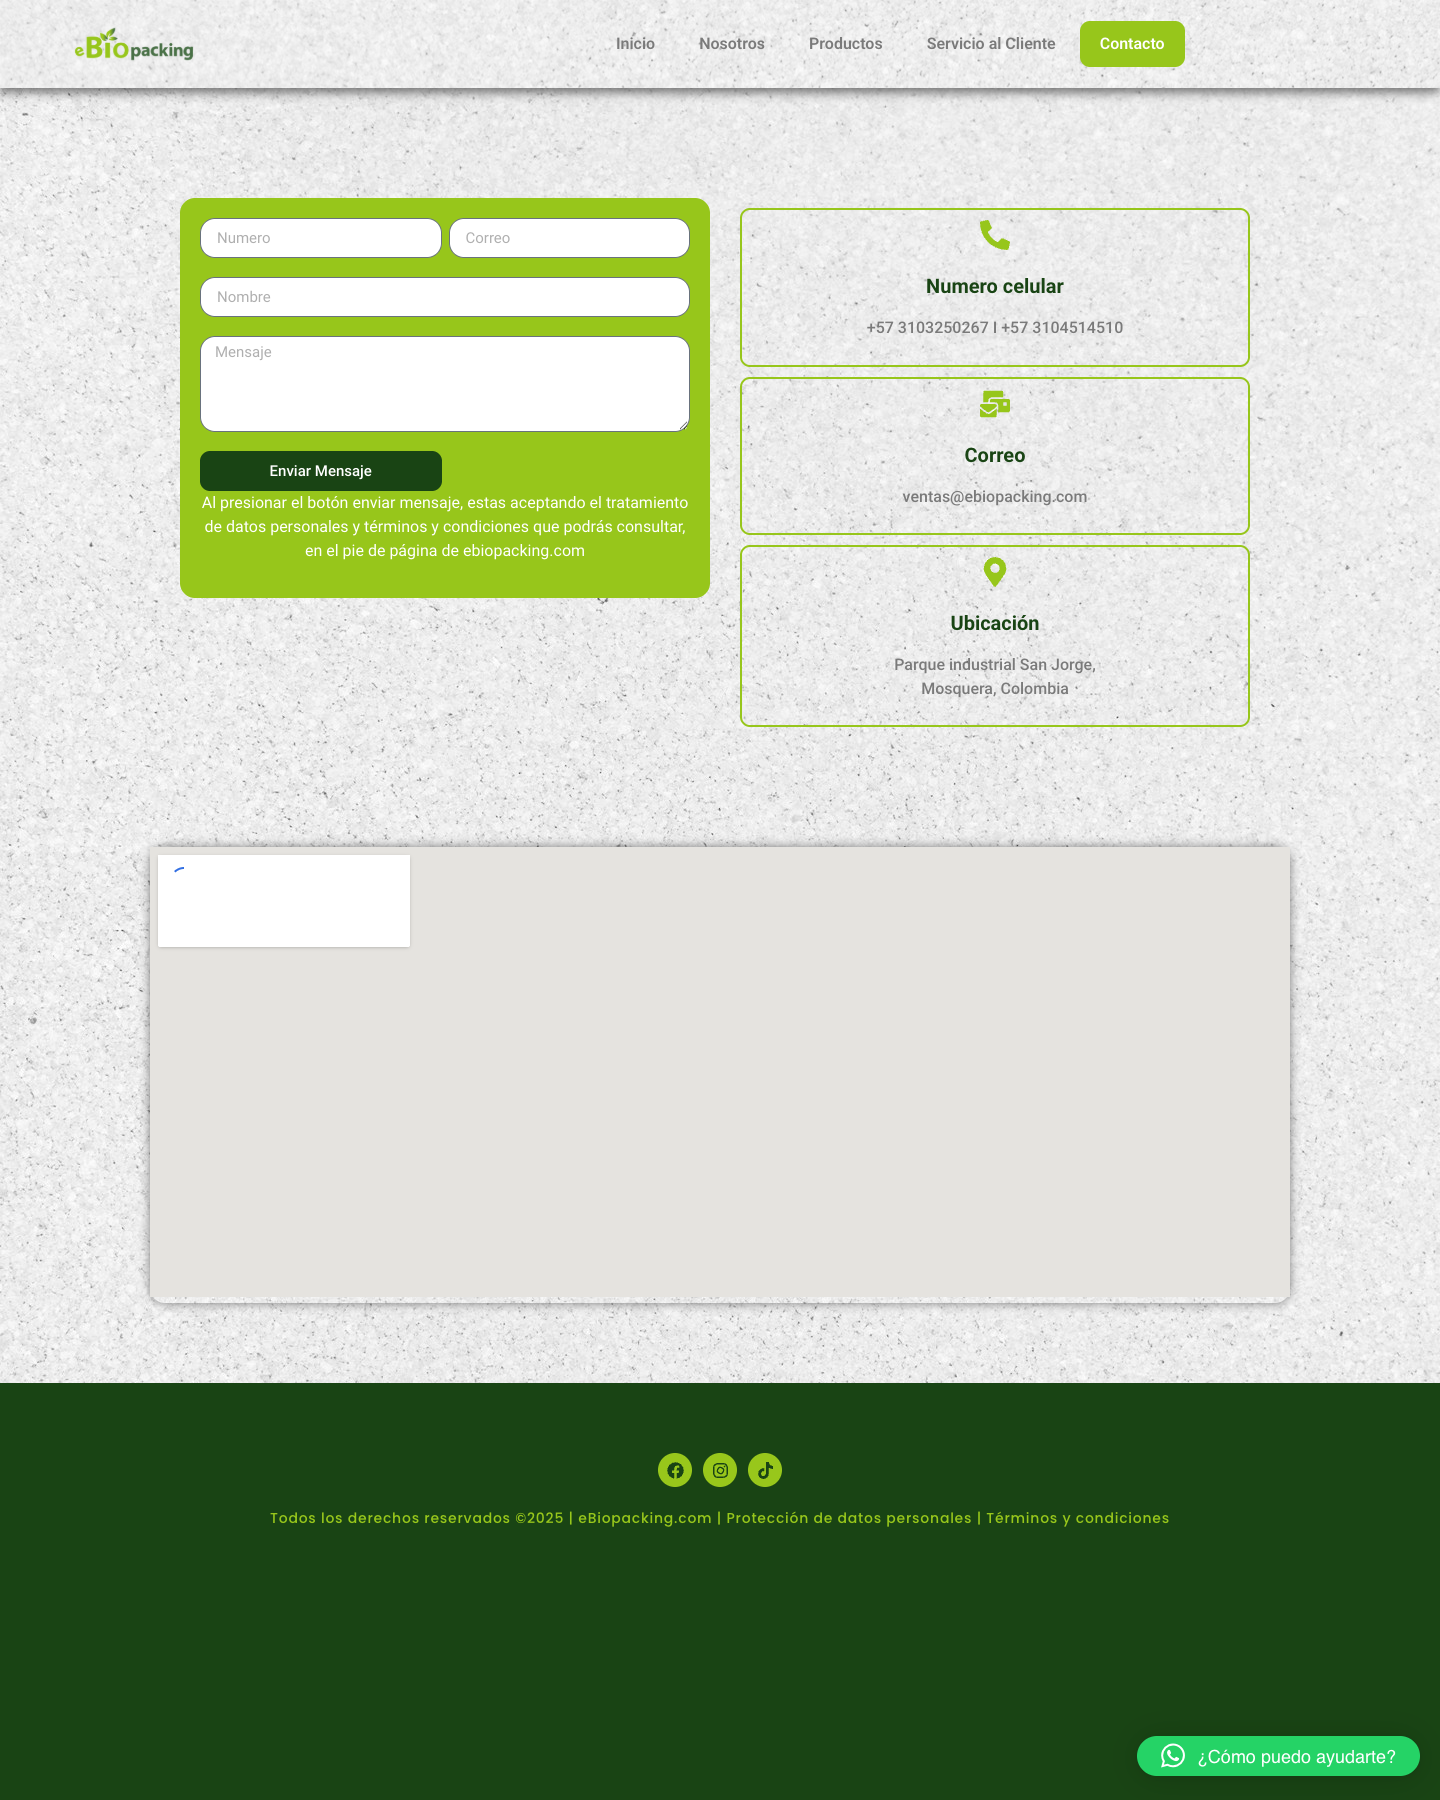 eBiopacking
Inicio
Nosotros
Productos
Servicio al Cliente
Contacto
Numero
Correo
Nombre
Mensaje
Enviar Mensaje
Al presionar el botón enviar mensaje, estas aceptando el tratamiento
de datos personales y términos y condiciones que podrás consultar,
en el pie de página de ebiopacking.com
Numero celular
+57 3103250267 I +57 3104514510
Correo
ventas@ebiopacking.com
Ubicación
Parque industrial San Jorge,
Mosquera, Colombia
Todos los derechos reservados ©2025 | eBiopacking.com | Protección de datos personales | Términos y condiciones
¿Cómo puedo ayudarte?